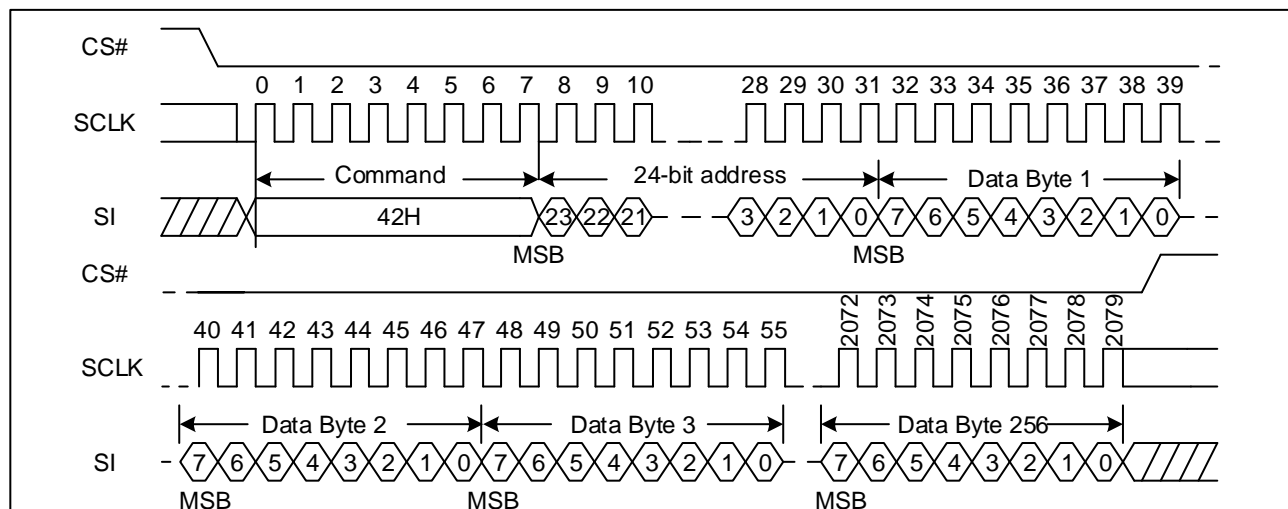 CS#
0 1 2 3 4 5 6 7 8 9 10 28 29 30 31 32 33 34 35 36 37 38 39
SCLK
Command 24-bit address Data Byte 1
SI 42H 23 22 21 3 2 1 0 7 6 5 4 3 2 1 0
MSB MSB
CS#
40 41 42 43 44 45 46 47 48 49 50 51 52 53 54 55 2072 2073 2074 2075 2076 2077 2078 2079
SCLK
Data Byte 2 Data Byte 3 Data Byte 256
SI 7 6 5 4 3 2 1 0 7 6 5 4 3 2 1 0 7 6 5 4 3 2 1 0
MSB MSB MSB